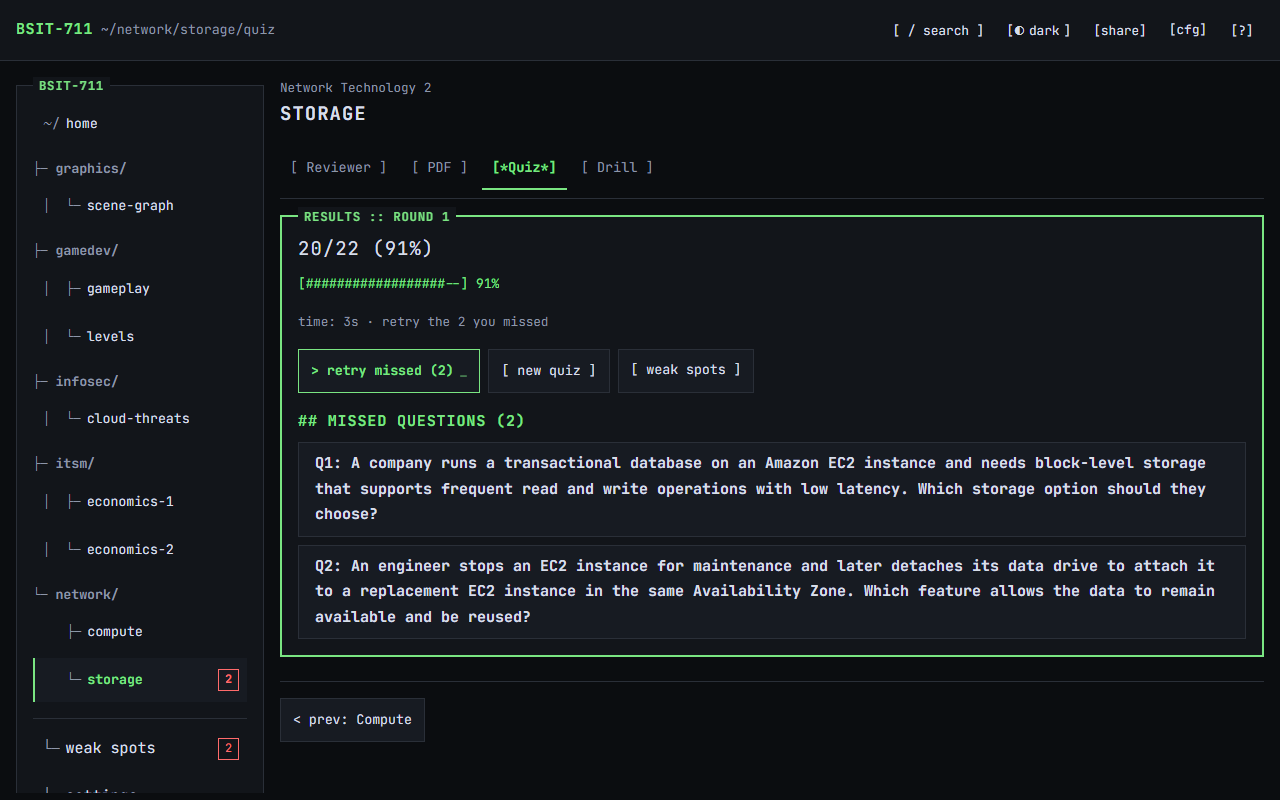 BSIT-711 ~/network/storage/quiz
[ / search ] [◐ dark ] [share] [cfg] [?]
BSIT-711
~/ home
├─ graphics/
│ └─ scene-graph
├─ gamedev/
│ ├─ gameplay
│ └─ levels
├─ infosec/
│ └─ cloud-threats
├─ itsm/
│ ├─ economics-1
│ └─ economics-2
└─ network/
├─ compute
└─ storage 2
└─ weak spots 2
Network Technology 2
STORAGE
[ Reviewer ] [ PDF ] [*Quiz*] [ Drill ]
RESULTS :: ROUND 1
20/22 (91%)
[##################--] 91%
time: 3s · retry the 2 you missed
> retry missed (2) _ [ new quiz ] [ weak spots ]
## MISSED QUESTIONS (2)
Q1: A company runs a transactional database on an Amazon EC2 instance and needs block-level storage
that supports frequent read and write operations with low latency. Which storage option should they
choose?
Q2: An engineer stops an EC2 instance for maintenance and later detaches its data drive to attach it
to a replacement EC2 instance in the same Availability Zone. Which feature allows the data to remain
available and be reused?
< prev: Compute